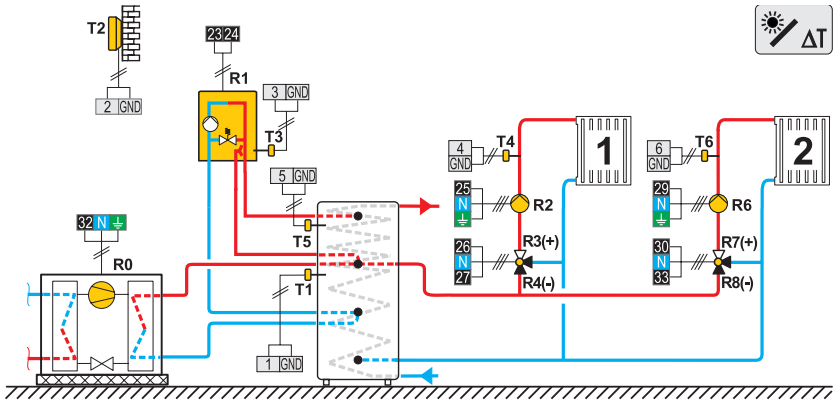 T2
2 GND
23 24
R1
3 GND
T3
5 GND
T5
T1
1 GND
32 N
R0
4
GND
T4
1
25
N
R2
26
N
27
R3(+)
R4(-)
6
GND
T6
2
29
N
R6
30
N
33
R7(+)
R8(-)
ΔT